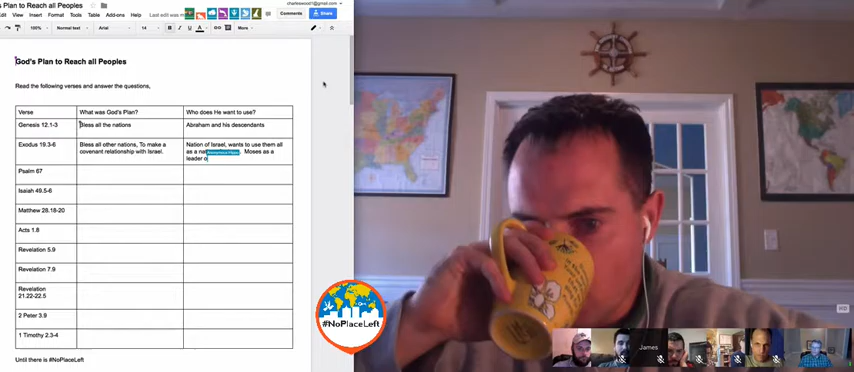 charleswood1@gmail.com
s Plan to Reach all Peoples
View Insert Format Tools Table Add-ons Help Last edit was
Comments
Share
100%
Normal text
Arial
14
B I U A
More
God's Plan to Reach all Peoples
Read the following verses and answer the questions,
Verse What was God's Plan? Who does He want to use?
Genesis 12.1-3 Bless all the nations Abraham and his descendants
Exodus 19.3-6 Bless all other nations, To make a Nation of Israel, wants to use them all
covenant relationship with Israel. as a nat Moses as a
leader o
Psalm 67
Isaiah 49.5-6
Matthew 28.18-20
Acts 1.8
Revelation 5.9
Revelation 7.9
Revelation
21.22-22.5
2 Peter 3.9
1 Timothy 2.3-4
Until there is #NoPlaceLeft
#NoPlaceLeft
HD
James